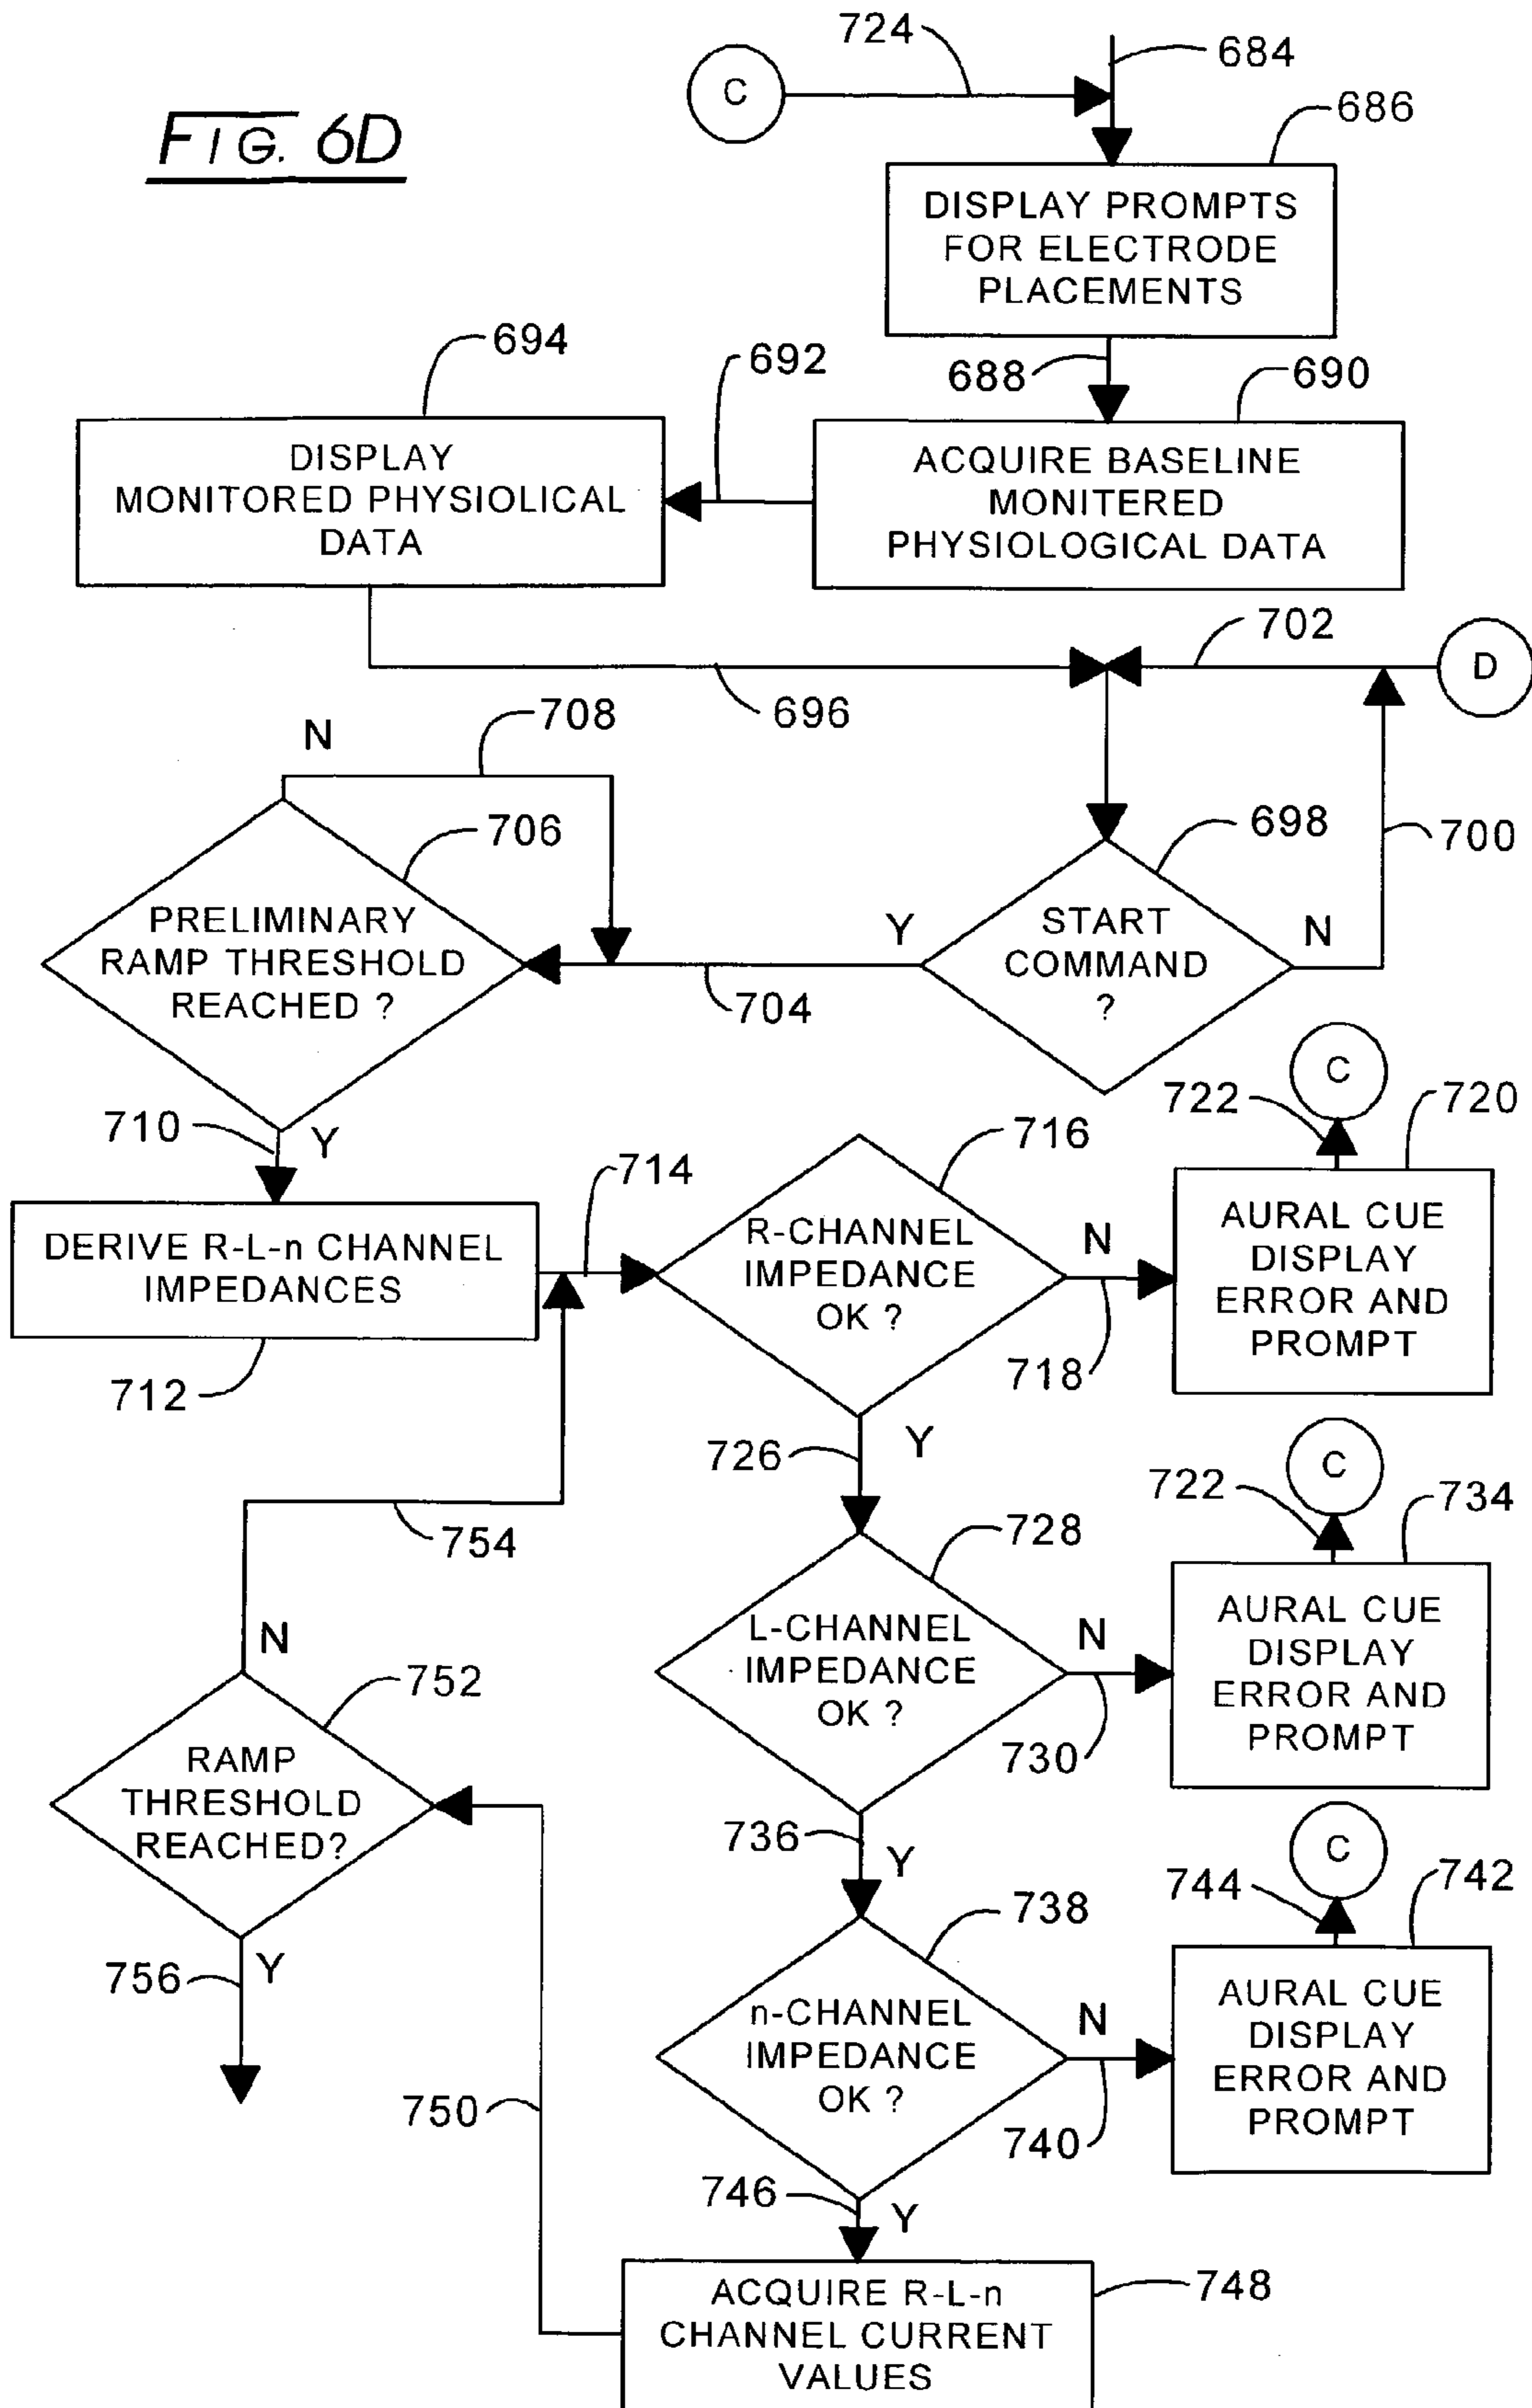 FIG. 6D
724
684
C
686
DISPLAY PROMPTS
FOR ELECTRODE
PLACEMENTS
694
692
688
690
DISPLAY
MONITORED PHYSIOLICAL
DATA
ACQUIRE BASELINE
MONITERED
PHYSIOLOGICAL DATA
702
D
696
708
N
706
698
700
PRELIMINARY
RAMP THRESHOLD
REACHED ?
Y
START
COMMAND
?
N
704
C
722
720
710
Y
716
714
DERIVE R-L-n CHANNEL
IMPEDANCES
R-CHANNEL
IMPEDANCE
OK ?
N
AURAL CUE
DISPLAY
ERROR AND
PROMPT
718
712
726
Y
C
722
734
754
728
N
L-CHANNEL
IMPEDANCE
OK ?
N
AURAL CUE
DISPLAY
ERROR AND
PROMPT
752
730
RAMP
THRESHOLD
REACHED?
736
Y
C
744
742
738
756
Y
n-CHANNEL
IMPEDANCE
OK ?
N
AURAL CUE
DISPLAY
ERROR AND
PROMPT
750
740
746
Y
ACQUIRE R-L-n
CHANNEL CURRENT
VALUES
748